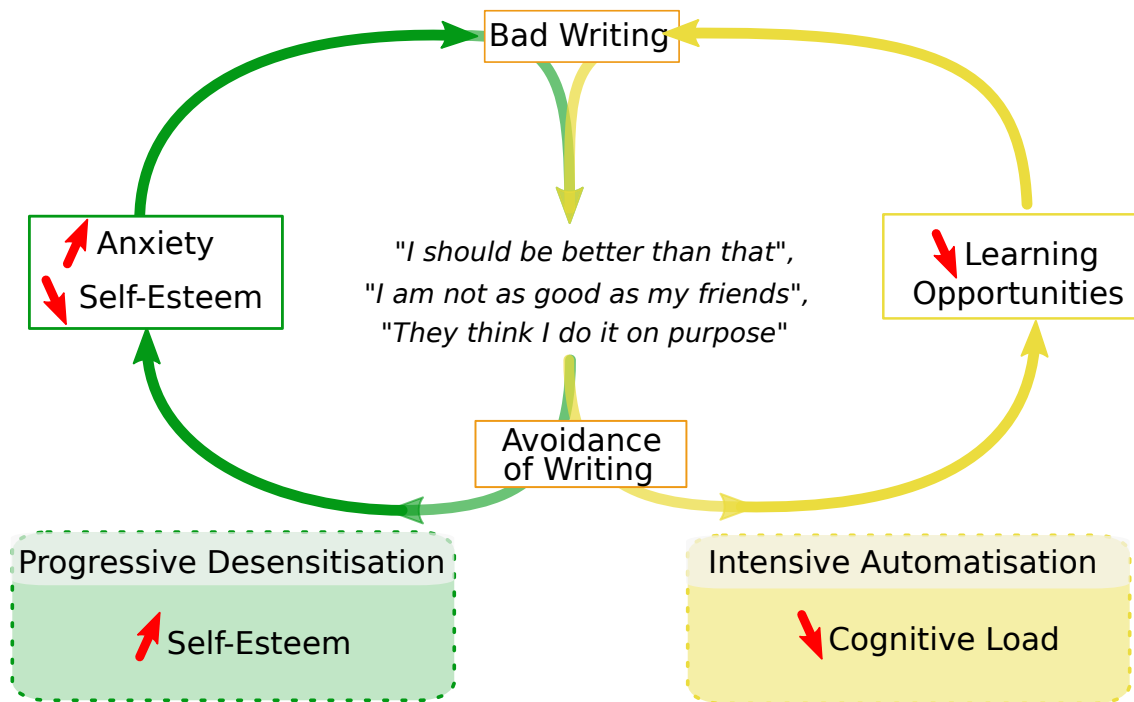 Bad Writing
Anxiety
Self-Esteem
"I should be better than that",
"I am not as good as my friends",
"They think I do it on purpose"
Learning
Opportunities
Avoidance
of Writing
Progressive Desensitisation
Self-Esteem
Intensive Automatisation
Cognitive Load